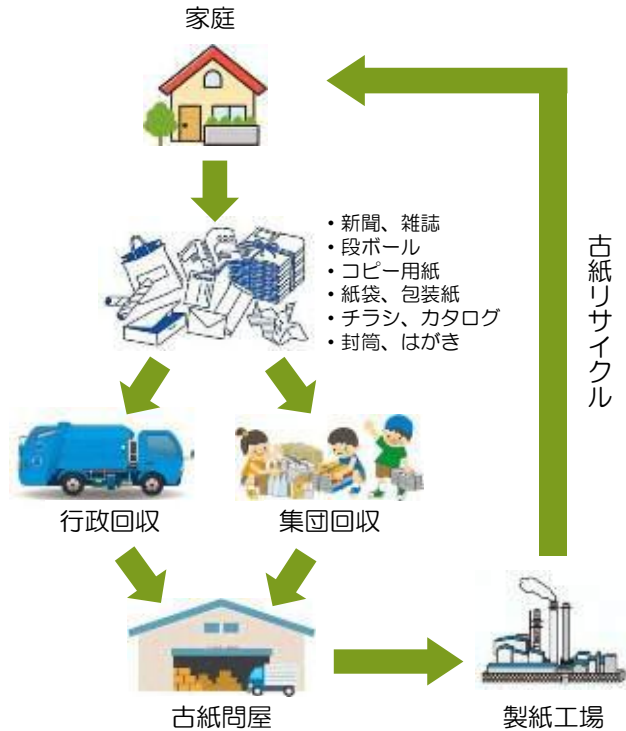 家庭
・新聞、雑誌
・段ボール
・コピー用紙
・紙袋、包装紙
・チラシ、カタログ
・封筒、はがき
古紙リサイクル
行政回収
集団回収
古紙問屋
製紙工場